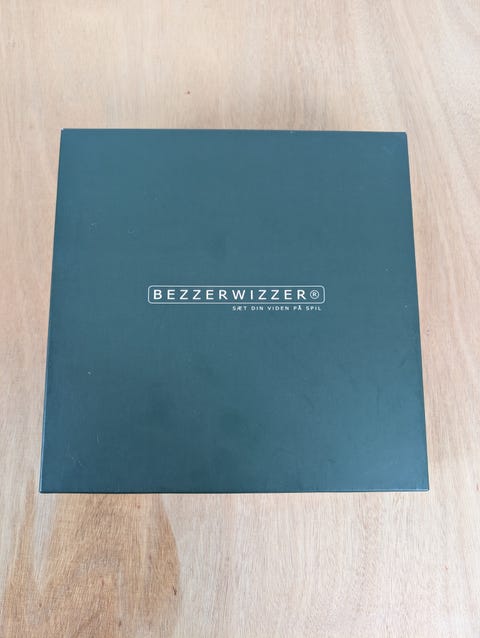 BEZZERWIZZER®
SÆT DIN VIDEN PÅ SPIL